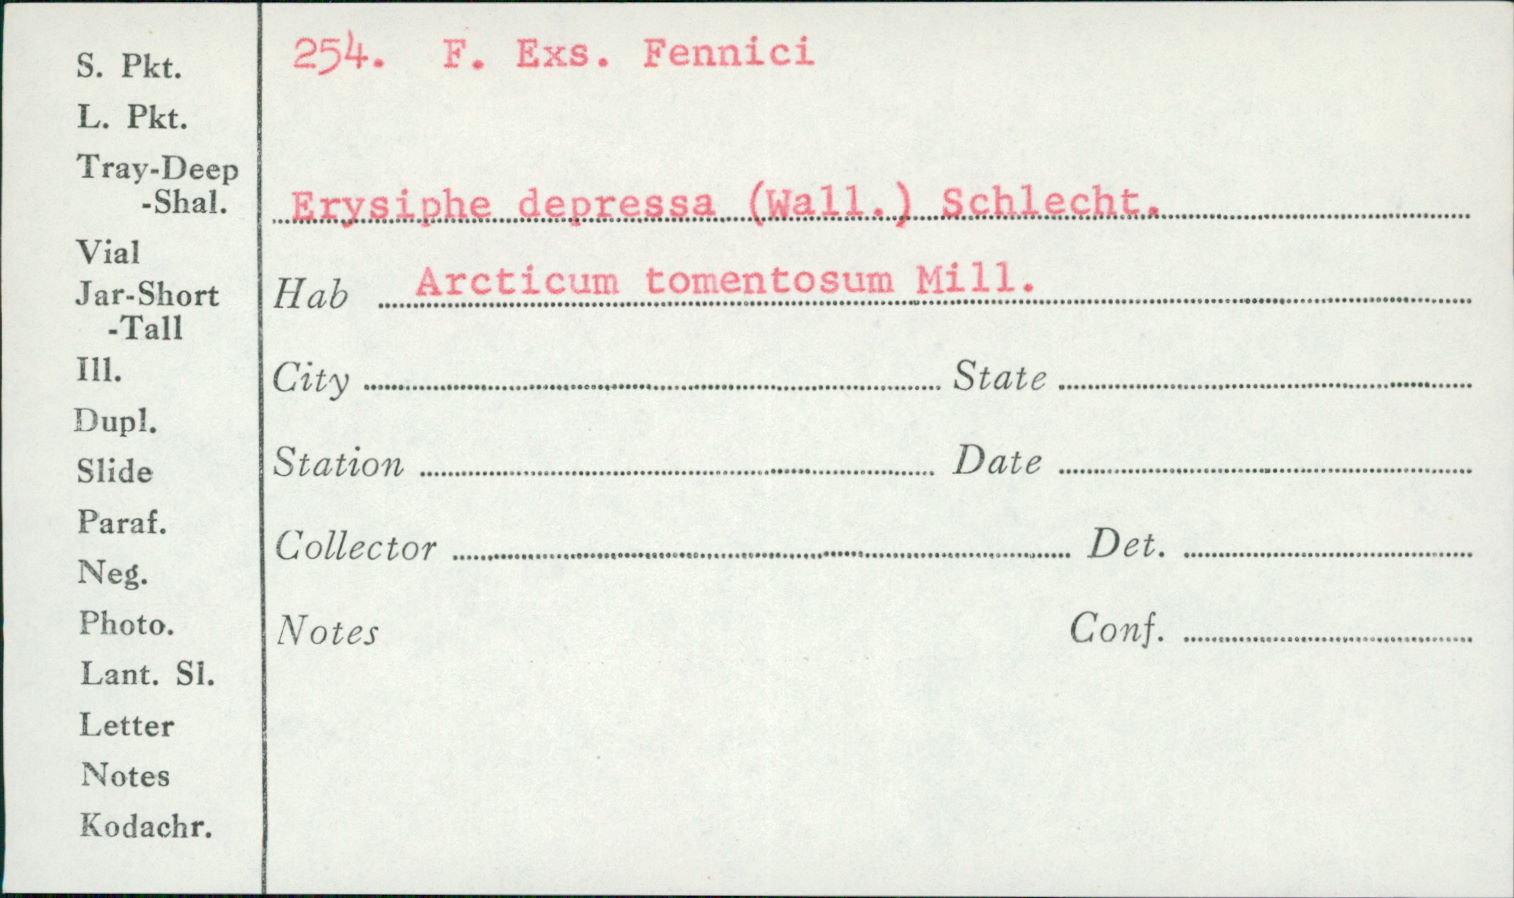 254. F. Exs. Fennici
Erysiphe depressa (Wall.) Schlecht.
Hab Arcticum tomentosum Mill.
City State
Station Date
Collector Det.
Notes Conf.
S. Pkt.
L. Pkt.
Tray-Deep
-Shal.
Vial
Jar-Short
-Tall
Ill.
Dupl.
Slide
Paraf.
Neg.
Photo.
Lant. Sl.
Letter
Notes
Kodachr.